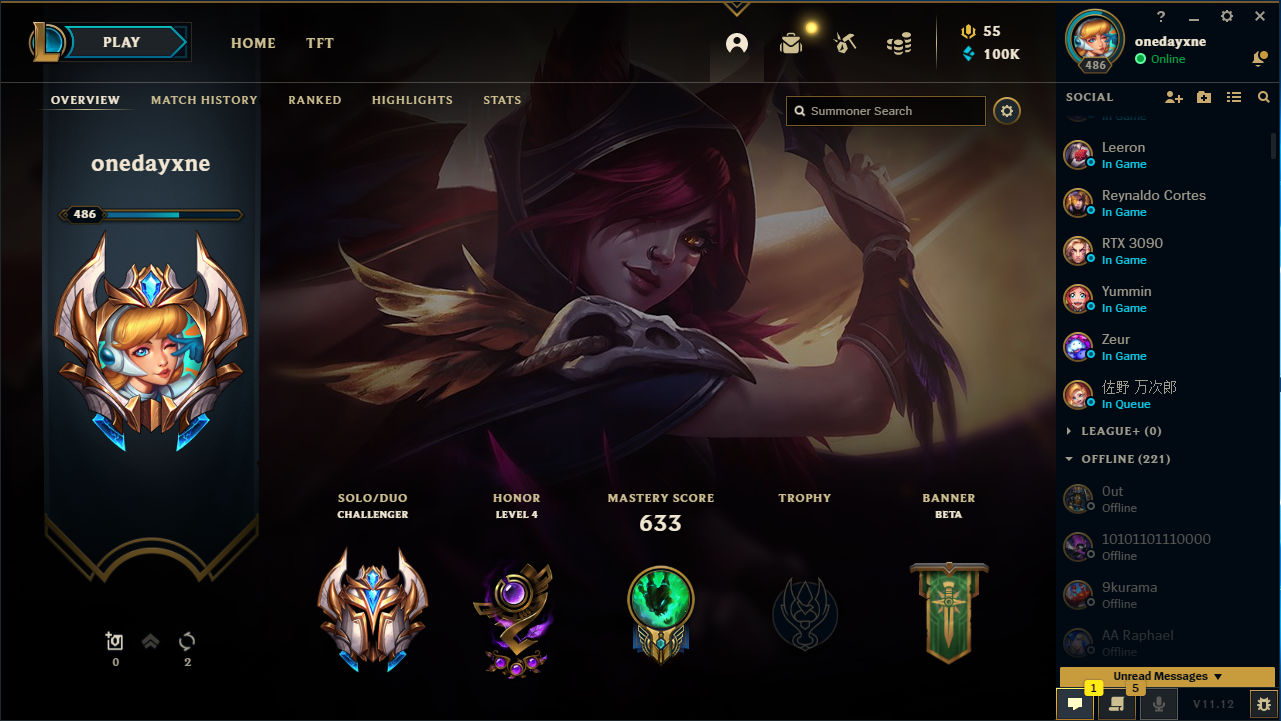 PLAY
HOME
TFT
55
100K
?
onedayxne
Online
486
OVERVIEW
MATCH HISTORY
RANKED
HIGHLIGHTS
STATS
Summoner Search
SOCIAL
In Game
Leeron
In Game
Reynaldo Cortes
In Game
RTX 3090
In Game
Yummin
In Game
Zeur
In Game
佐野 万次郎
In Queue
LEAGUE+ (0)
OFFLINE (221)
0ut
Offline
10101101110000
Offline
9kurama
Offline
AA Raphael
Offline
Unread Messages
1
5
V11.12
onedayxne
486
SOLO/DUO
CHALLENGER
HONOR
LEVEL 4
MASTERY SCORE
633
TROPHY
BANNER
BETA
0
2